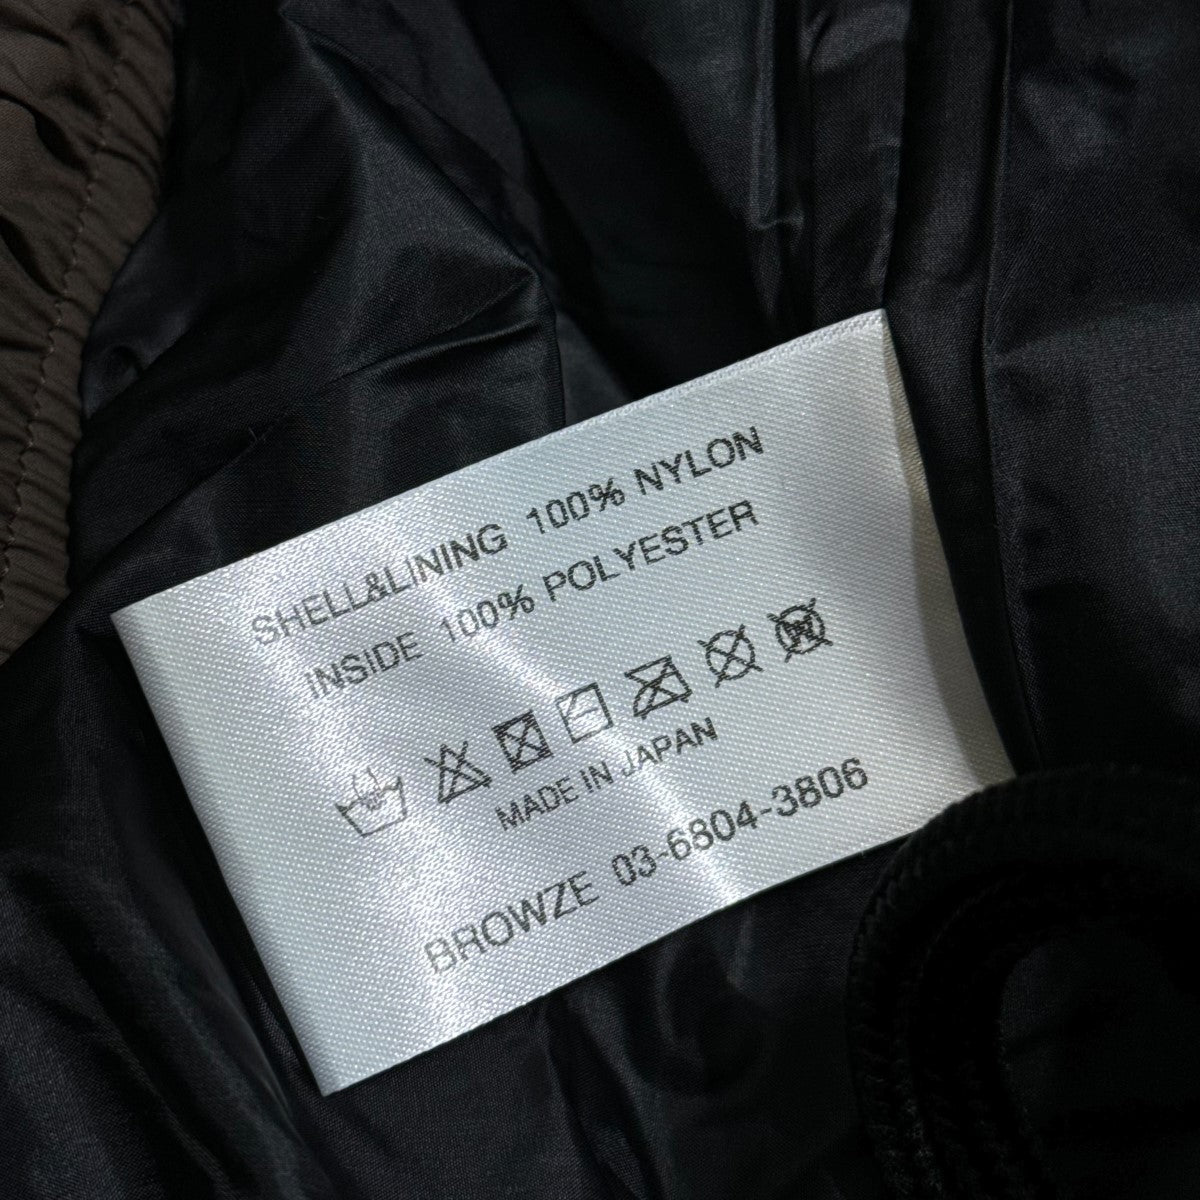 SHELL&LINING 100% NYLON
INSIDE 100% POLYESTER
MADE IN JAPAN
BROWZE 03-6804-3806